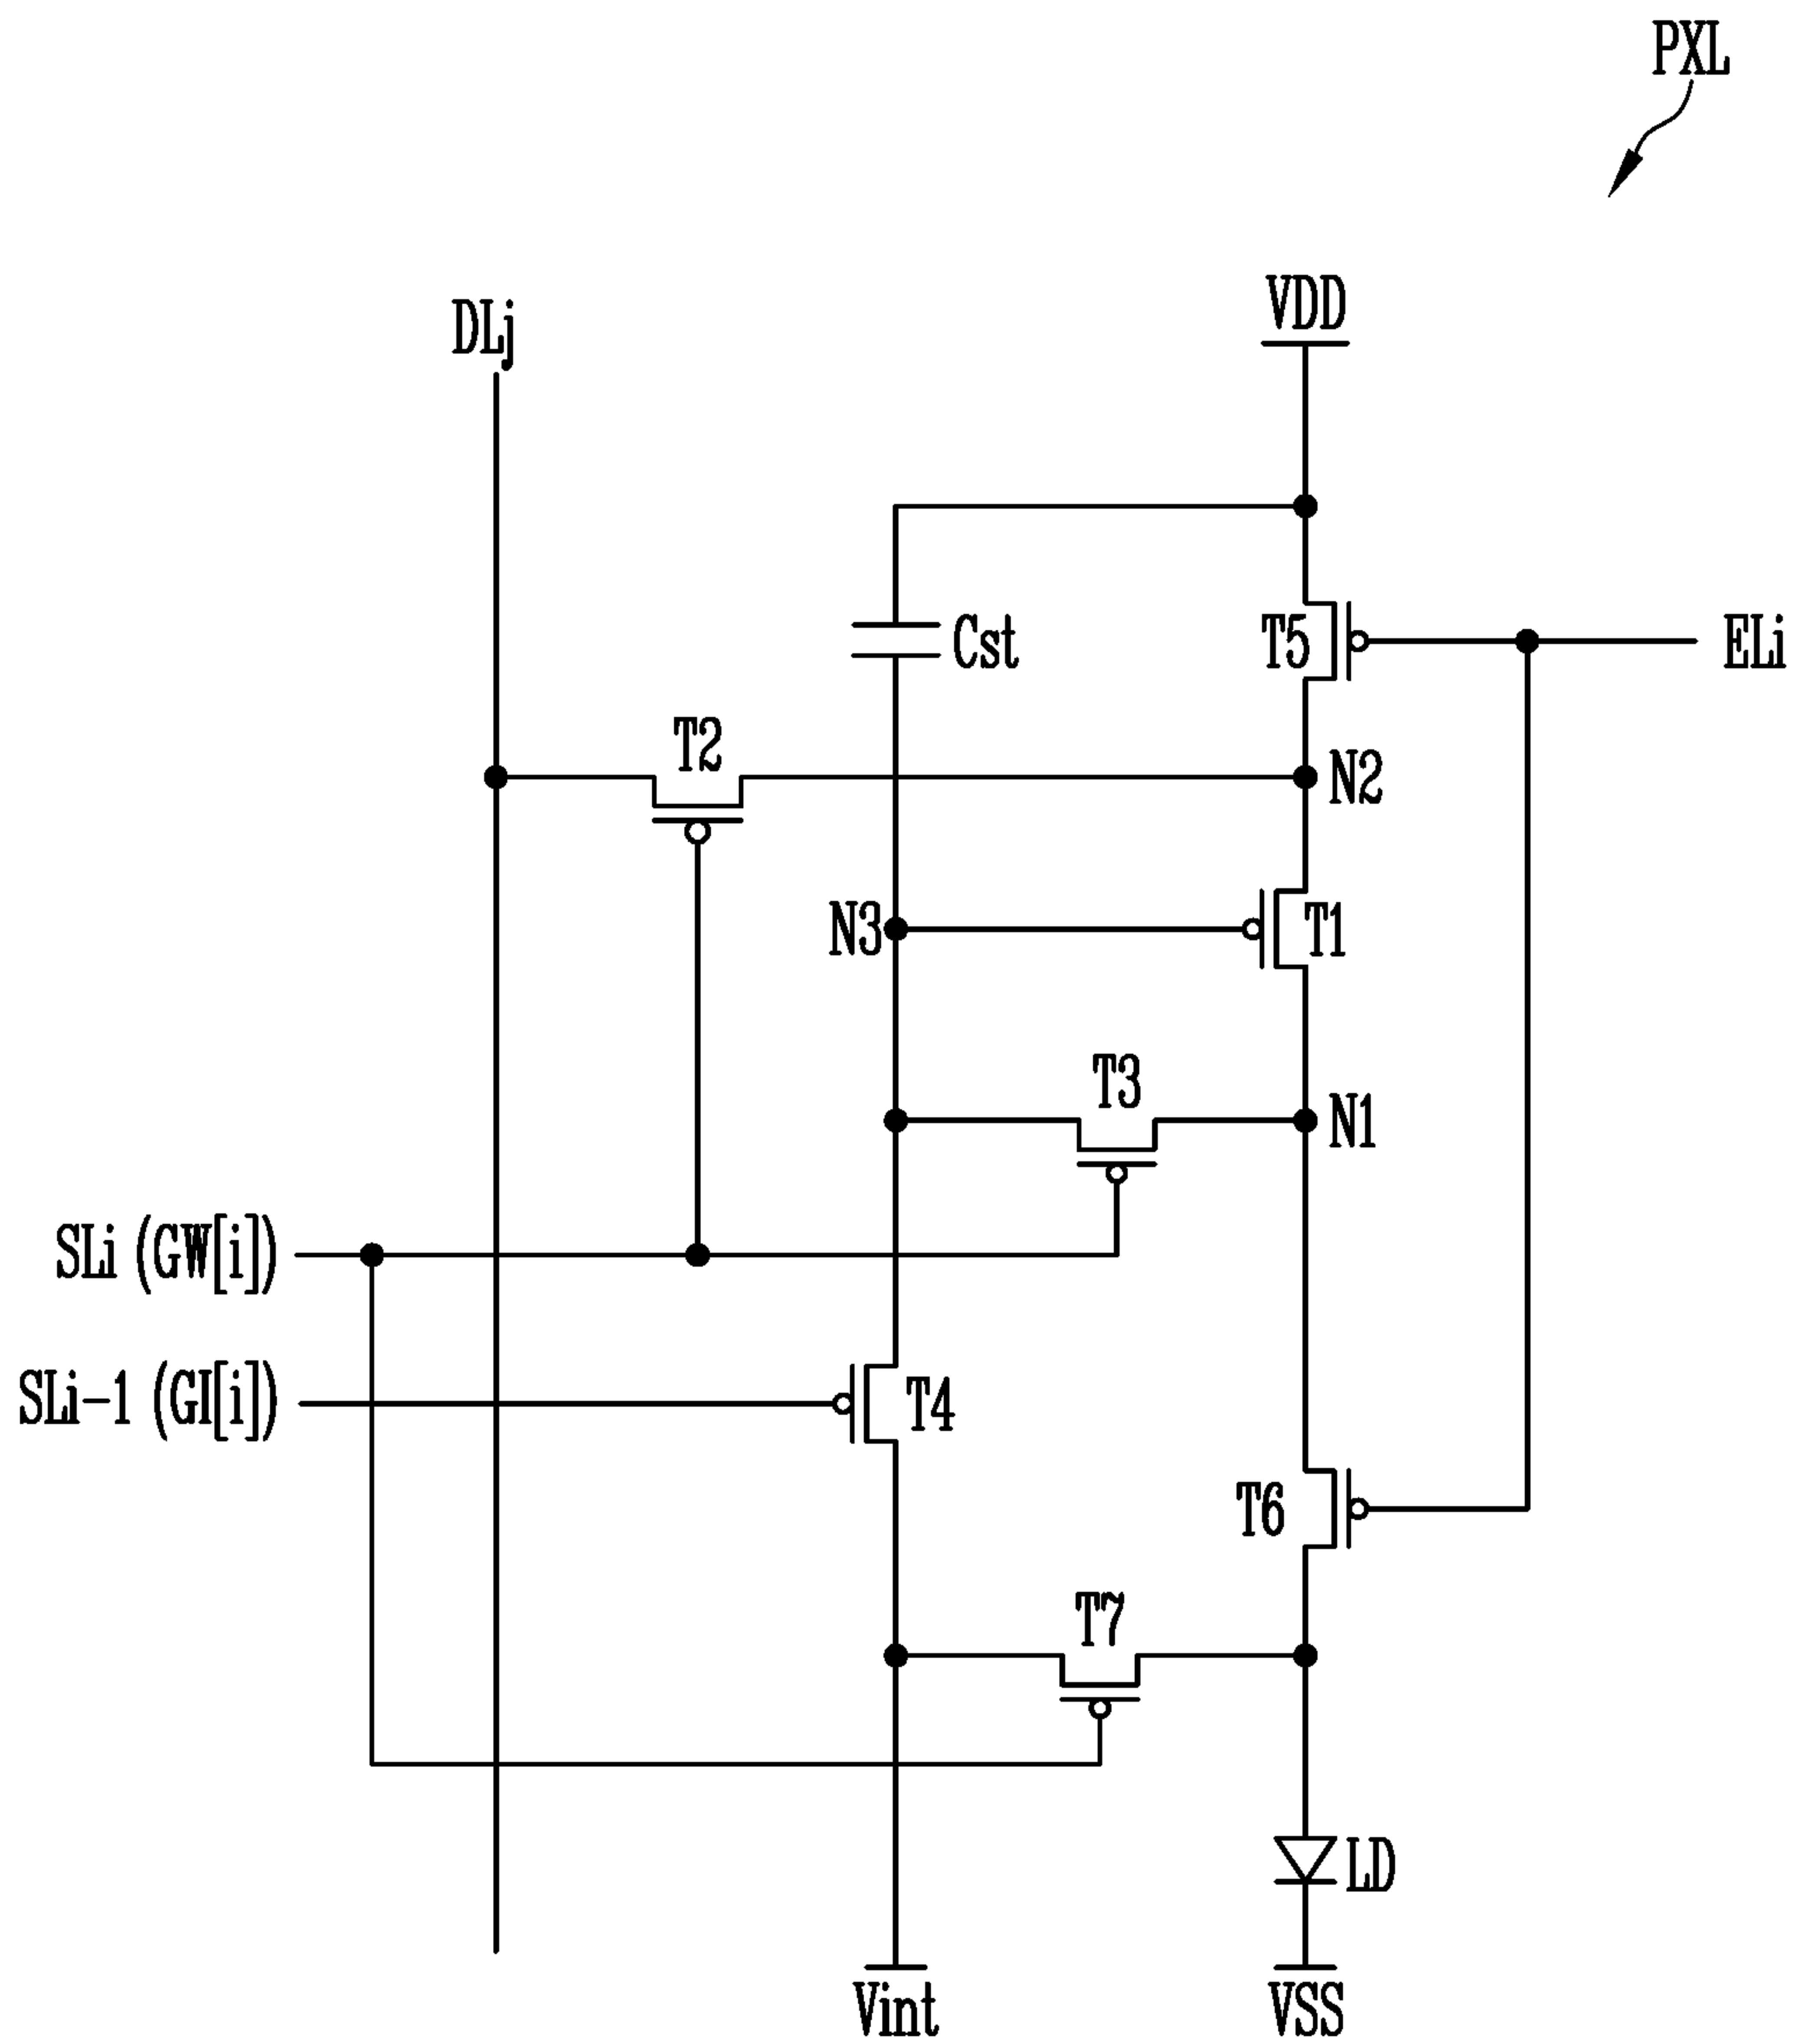 PXL
VDD
DLj
T5
Cst
ELi
T2
N2
N3
T1
T3
N1
SLi (GW[i])
SLi-1 (GI[i])
T4
T6
T7
LD
Vint
VSS